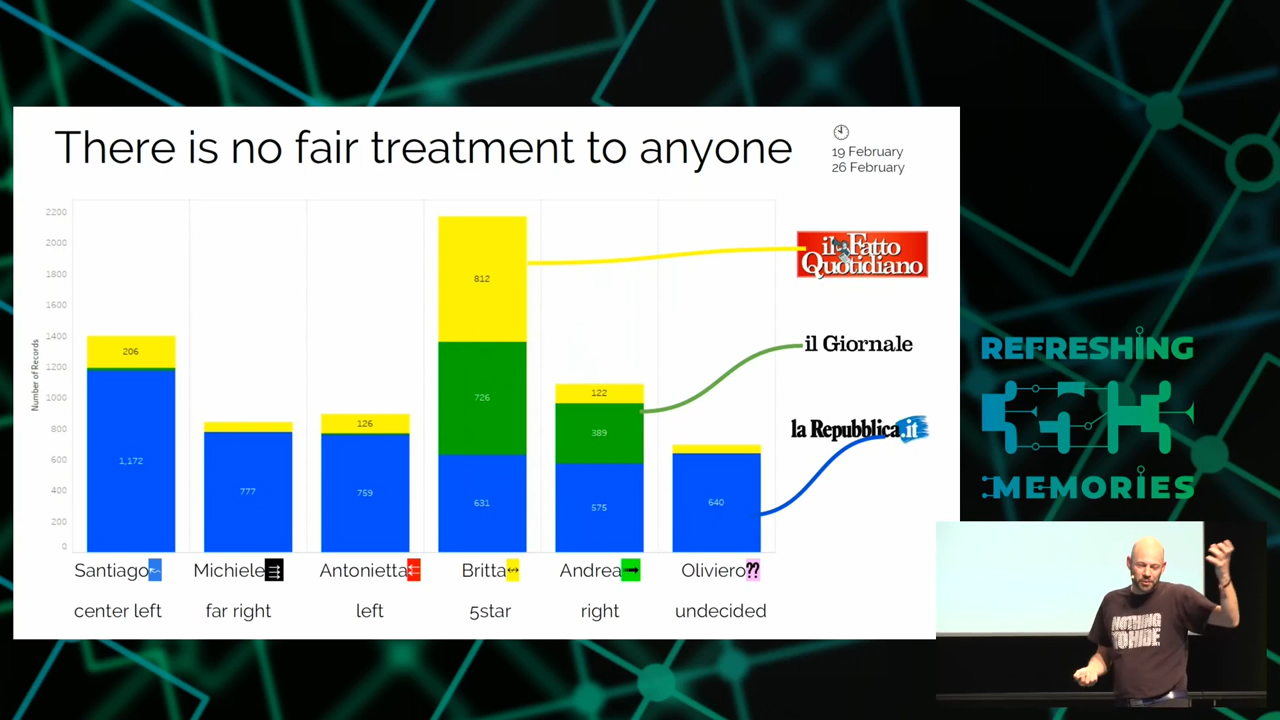 There is no fair treatment to anyone
19 February
26 February
2200
2000
1800
1600
1400
1200
1000
800
600
400
200
0
Number of Records
206
1,172
777
126
759
812
726
631
122
389
575
640
il Fatto
Quotidiano
il Giornale
la Repubblica.it
Santiago
Michiele
Antonietta
Britta
Andrea
Oliviero??
center left
far right
left
5star
right
undecided
REFRESHING
MEMORIES
NOTHING
TO HIDE